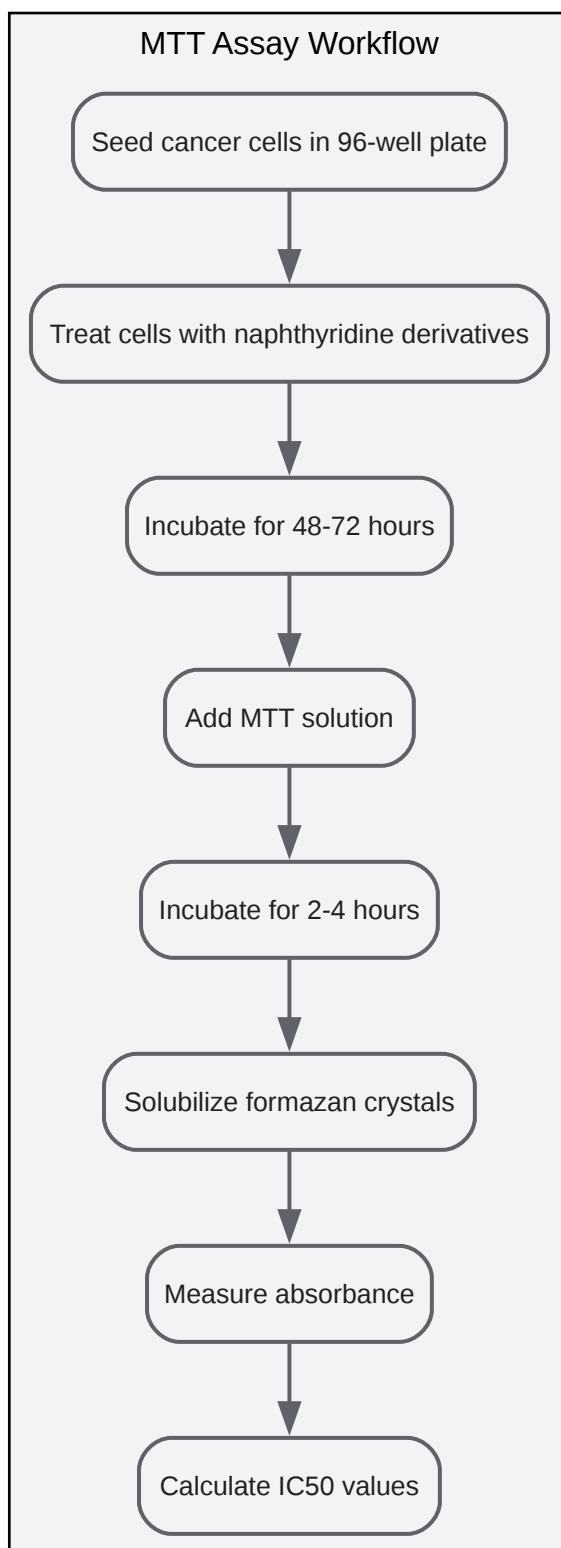 MTT Assay Workflow
Seed cancer cells in 96-well plate
Treat cells with naphthyridine derivatives
Incubate for 48-72 hours
Add MTT solution
Incubate for 2-4 hours
Solubilize formazan crystals
Measure absorbance
Calculate IC50 values